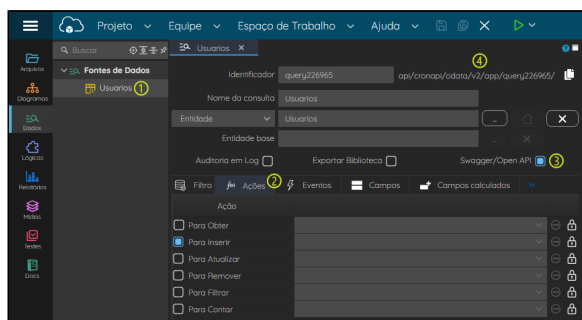 Projeto Equipe Espaço de Trabalho Ajuda
Buscar
Usuarios
Arquivos
Fontes de Dados
Usuarios 1
Diagramas
Dados
Lógicas
Relatórios
Mídias
Testes
Docs
Identificador query226965 api/cronapi/odata/v2/app/query226965/ 4
Nome da consulta Usuarios
Entidade Usuarios ...
Entidade base ...
Auditoria em Log Exportar Biblioteca Swagger/Open API 3
Filtro Ações 2 Eventos Campos Campos calculados »
Ação
Para Obter
Para Inserir
Para Atualizar
Para Remover
Para Filtrar
Para Contar